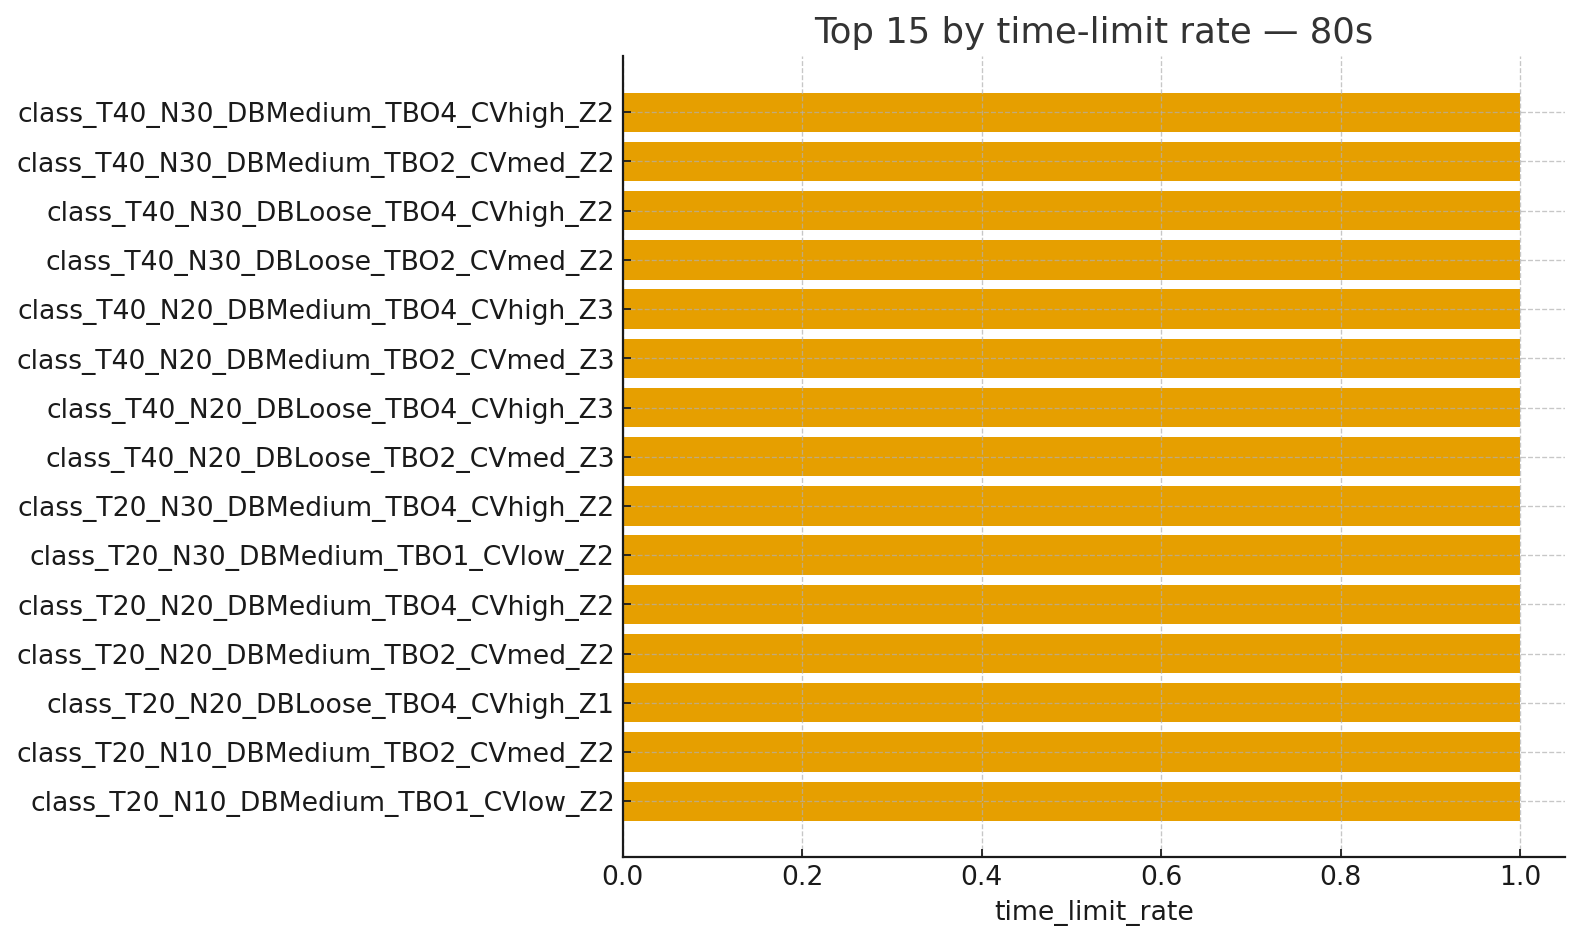 Top 15 by time-limit rate — 80s
class_T40_N30_DBMedium_TBO4_CVhigh_Z2
class_T40_N30_DBMedium_TBO2_CVmed_Z2
class_T40_N30_DBLoose_TBO4_CVhigh_Z2
class_T40_N30_DBLoose_TBO2_CVmed_Z2
class_T40_N20_DBMedium_TBO4_CVhigh_Z3
class_T40_N20_DBMedium_TBO2_CVmed_Z3
class_T40_N20_DBLoose_TBO4_CVhigh_Z3
class_T40_N20_DBLoose_TBO2_CVmed_Z3
class_T20_N30_DBMedium_TBO4_CVhigh_Z2
class_T20_N30_DBMedium_TBO1_CVlow_Z2
class_T20_N20_DBMedium_TBO4_CVhigh_Z2
class_T20_N20_DBMedium_TBO2_CVmed_Z2
class_T20_N20_DBLoose_TBO4_CVhigh_Z1
class_T20_N10_DBMedium_TBO2_CVmed_Z2
class_T20_N10_DBMedium_TBO1_CVlow_Z2
0.0 0.2 0.4 0.6 0.8 1.0
time_limit_rate